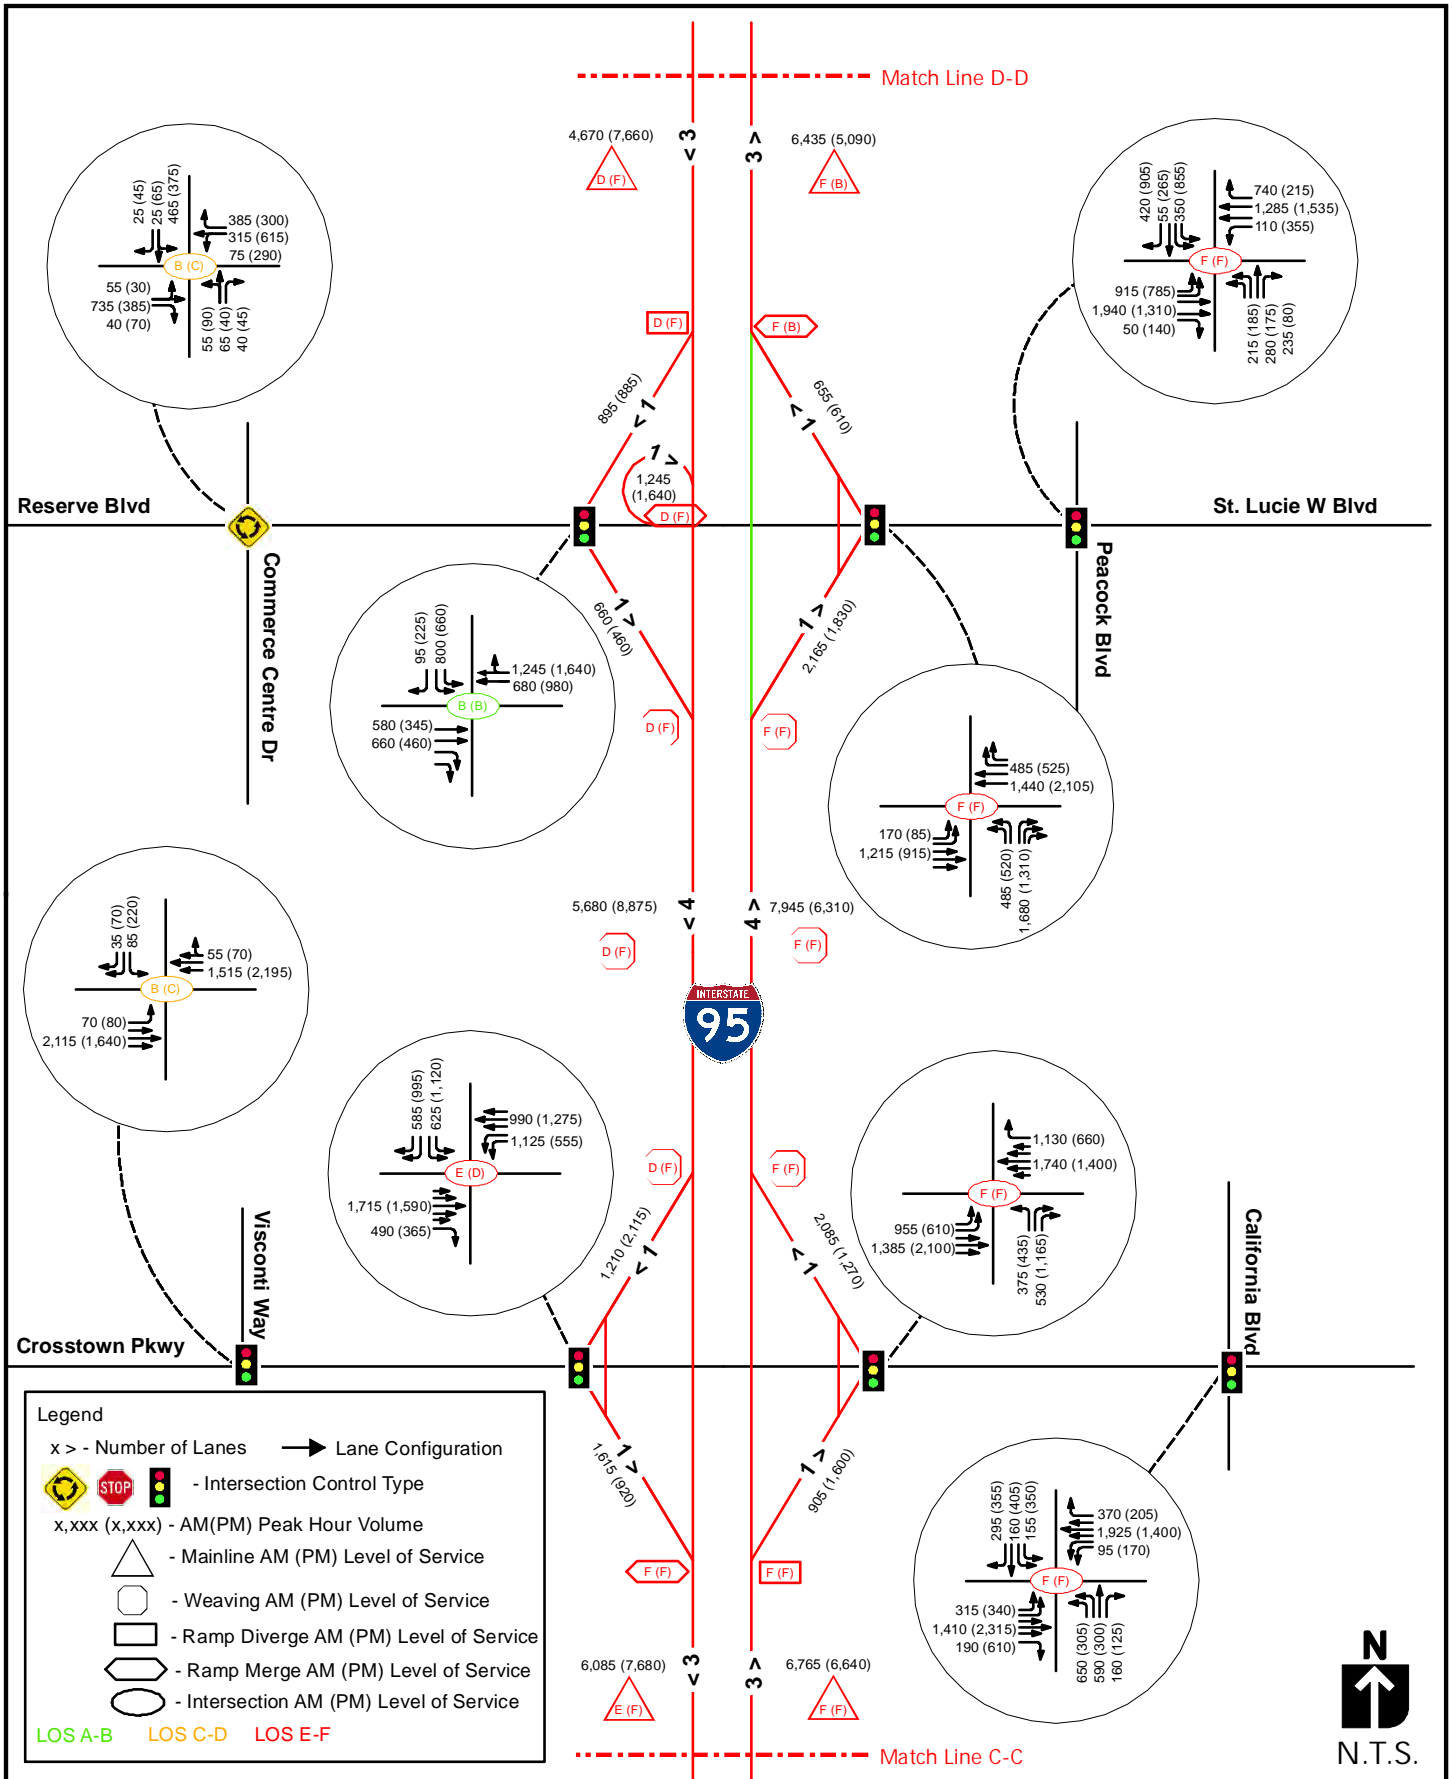 Match Line D-D
4,670 (7,660)
D (F)
< 3
3 >
6,435 (5,090)
F (B)
25 (45)
25 (65)
465 (375)
385 (300)
315 (615)
75 (290)
B (C)
55 (30)
735 (385)
40 (70)
55 (90)
65 (40)
40 (45)
420 (905)
55 (265)
350 (855)
740 (215)
1,285 (1,535)
110 (355)
F (F)
915 (785)
1,940 (1,310)
50 (140)
215 (185)
280 (175)
235 (80)
D (F)
F (B)
895 (885)
< 1
< 1
655 (610)
1 >
1,245
(1,640)
D (F)
Reserve Blvd
St. Lucie W Blvd
Commerce Centre Dr
Peacock Blvd
660 (460)
1 >
1 >
2,165 (1,830)
95 (225)
800 (660)
1,245 (1,640)
680 (980)
B (B)
580 (345)
660 (460)
D (F)
F (F)
485 (525)
1,440 (2,105)
F (F)
170 (85)
1,215 (915)
485 (520)
1,680 (1,310)
5,680 (8,875)
< 4
4 >
7,945 (6,310)
D (F)
F (F)
35 (70)
85 (220)
55 (70)
1,515 (2,195)
B (C)
70 (80)
2,115 (1,640)
INTERSTATE
95
585 (995)
625 (1,120)
990 (1,275)
1,125 (555)
E (D)
1,715 (1,590)
490 (365)
D (F)
F (F)
1,130 (660)
1,740 (1,400)
F (F)
955 (610)
1,385 (2,100)
375 (435)
530 (1,165)
1,210 (2,115)
< 1
< 1
2,085 (1,270)
Visconti Way
California Blvd
Crosstown Pkwy
1,615 (920)
1 >
1 >
905 (1,600)
295 (355)
160 (405)
155 (350)
370 (205)
1,925 (1,400)
95 (170)
F (F)
315 (340)
1,410 (2,315)
190 (610)
650 (305)
590 (300)
160 (125)
F (F)
F (F)
6,085 (7,680)
E (F)
< 3
3 >
6,765 (6,640)
F (F)
Match Line C-C
Legend
x > - Number of Lanes
Lane Configuration
STOP
- Intersection Control Type
x,xxx (x,xxx) - AM(PM) Peak Hour Volume
- Mainline AM (PM) Level of Service
- Weaving AM (PM) Level of Service
- Ramp Diverge AM (PM) Level of Service
- Ramp Merge AM (PM) Level of Service
- Intersection AM (PM) Level of Service
LOS A-B LOS C-D LOS E-F
N
N.T.S.